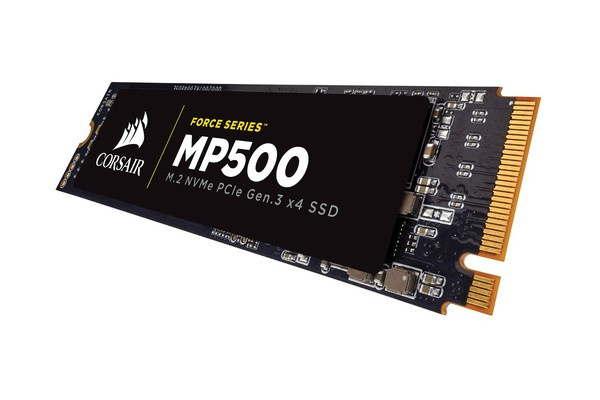 CORSAIR
FORCE SERIES™
MP500
M.2 NVMe PCIe Gen.3 x4 SSD